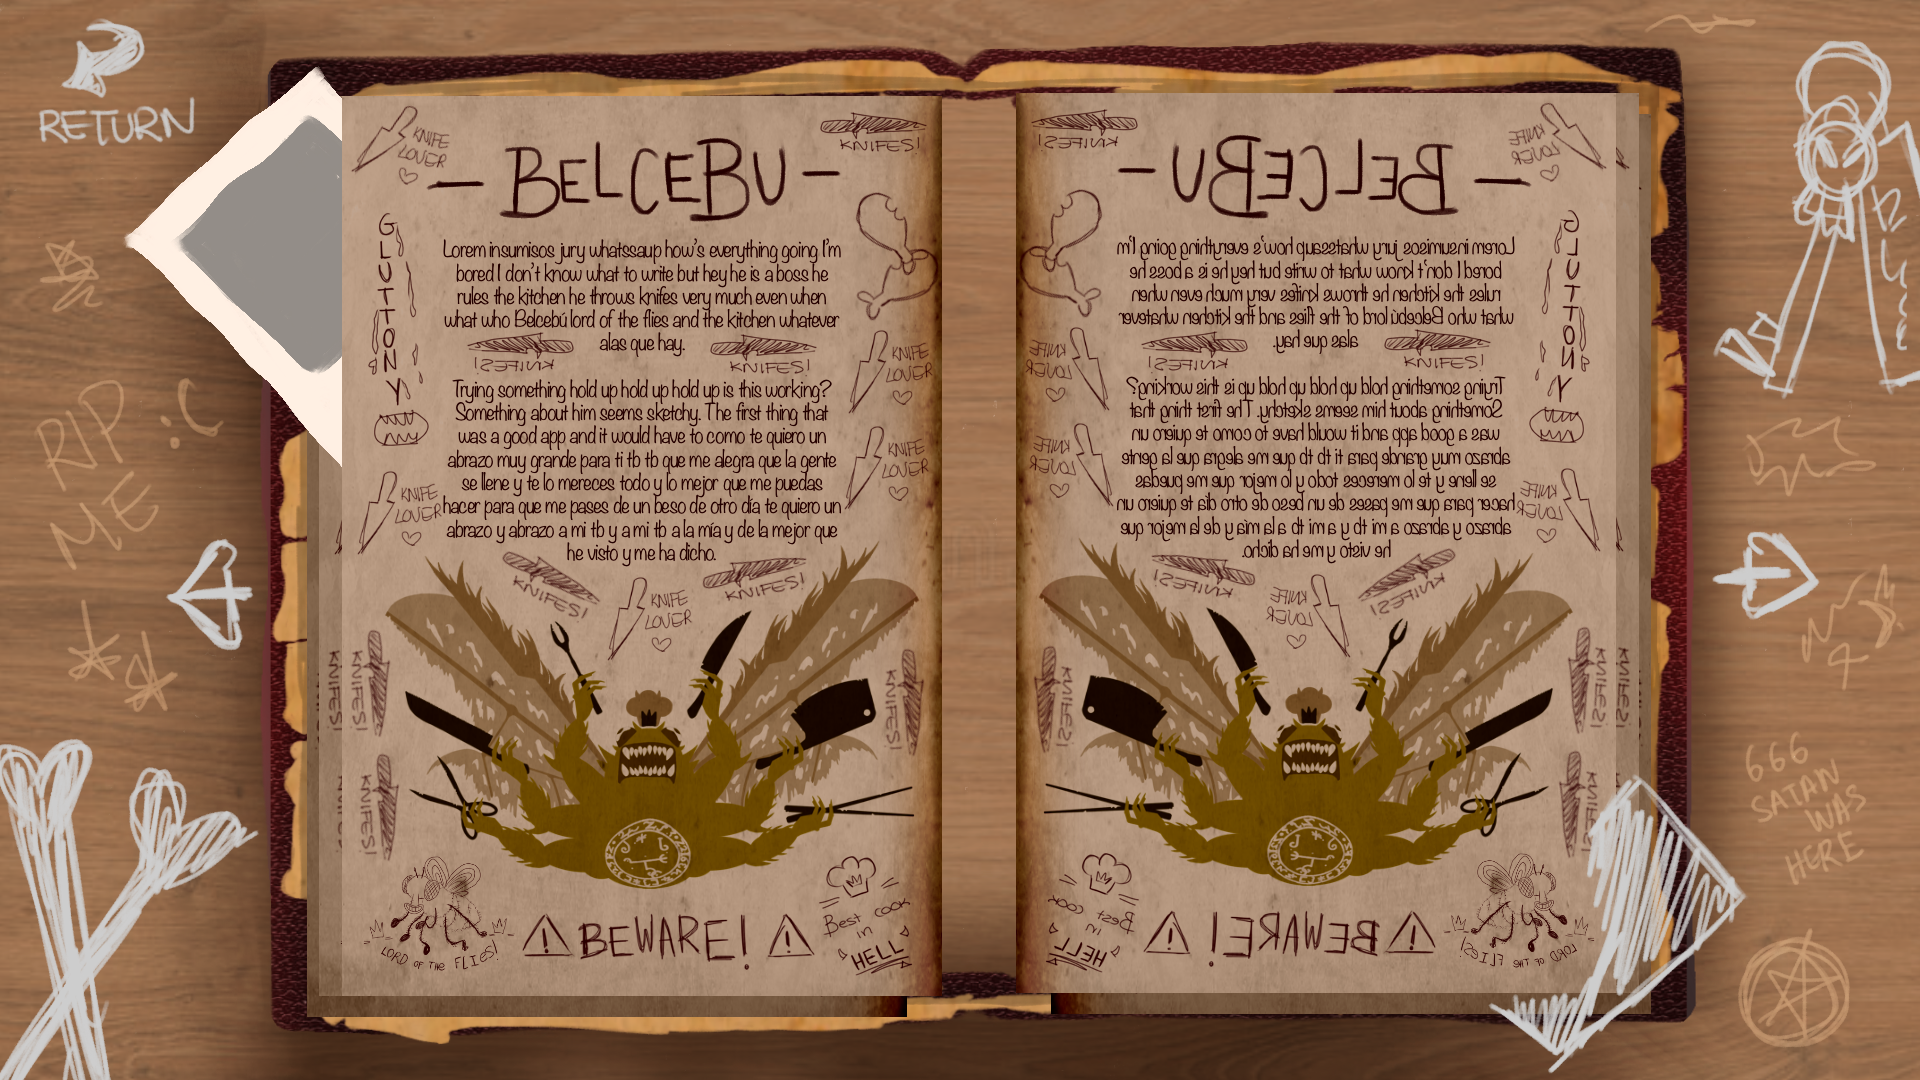 RETURN
KNIFE
LOVER
KNIFES!
— BELCEBU —
GLUTTONY
Lorem insumisos jury whatssaup how's everything going I'm
bored I don't know what to write but hey he is a boss he
rules the kitchen he throws knifes very much even when
what who Belcebú lord of the flies and the kitchen whatever
alas que hay.
KNIFES!
KNIFES!
KNIFE
LOVER
Trying something hold up hold up hold up is this working?
Something about him seems sketchy. The first thing that
was a good app and it would have to como te quiero un
abrazo muy grande para ti tb tb que me alegra que la gente
se llene y te lo mereces todo y lo mejor que me puedas
hacer para que me pases de un beso de otro día te quiero un
abrazo y abrazo a mi tb y a mi tb a la mía y de la mejor que
he visto y me ha dicho.
KNIFE
LOVER
KNIFE
LOVER
KNIFES!
KNIFE
LOVER
KNIFES!
KNIFES!
KNIFES!
KNIFES!
KNIFES!
LORD OF THE FLIES!
BEWARE!
Best cook
in
HELL
KNIFES!
BELCEBU
KNIFE
LOVER
GLUTTONY
Lorem insumisos jury whatssaup how's everything going I'm
bored I don't know what to write but hey he is a boss he
rules the kitchen he throws knifes very much even when
what who Belcebú lord of the flies and the kitchen whatever
alas que hay.
KNIFES!
KNIFES!
KNIFE
LOVER
Trying something hold up hold up hold up is this working?
Something about him seems sketchy. The first thing that
was a good app and it would have to como te quiero un
abrazo muy grande para ti tb tb que me alegra que la gente
se llene y te lo mereces todo y lo mejor que me puedas
hacer para que me pases de un beso de otro día te quiero un
abrazo y abrazo a mi tb y a mi tb a la mía y de la mejor que
he visto y me ha dicho.
KNIFE
LOVER
KNIFE
LOVER
KNIFES!
KNIFE
LOVER
KNIFES!
KNIFES!
KNIFES!
KNIFES!
Best cook
in
HELL
BEWARE!
LORD OF THE FLIES!
RIP :C
ME
666
SATAN
WAS
HERE